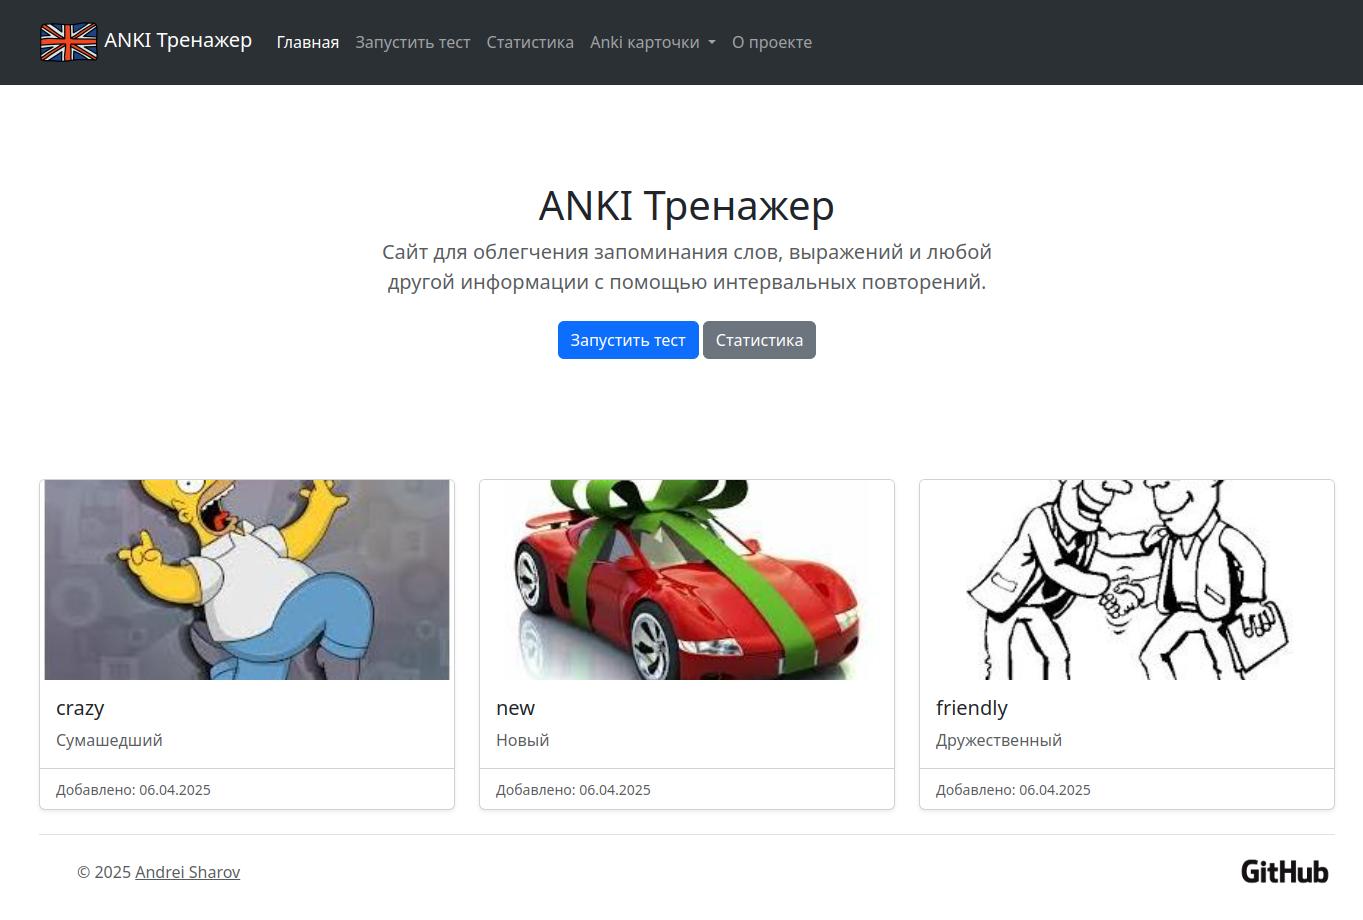 ANKI Тренажер
Главная
Запустить тест
Статистика
Anki карточки
О проекте
ANKI Тренажер
Сайт для облегчения запоминания слов, выражений и любой
другой информации с помощью интервальных повторений.
Запустить тест
Статистика
crazy
Сумашедший
Добавлено: 06.04.2025
new
Новый
Добавлено: 06.04.2025
friendly
Дружественный
Добавлено: 06.04.2025
© 2025 Andrei Sharov
GitHub